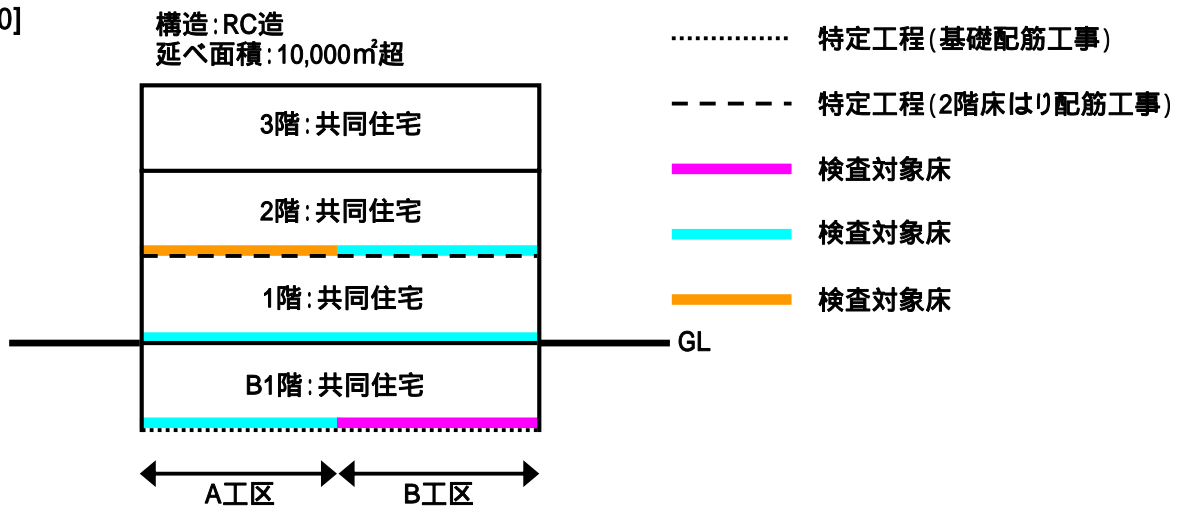 0]
構造:RC造
延べ面積:10,000㎡超
3階:共同住宅
2階:共同住宅
1階:共同住宅
B1階:共同住宅
GL
A工区
B工区
特定工程(基礎配筋工事)
特定工程(2階床はり配筋工事)
検査対象床
検査対象床
検査対象床